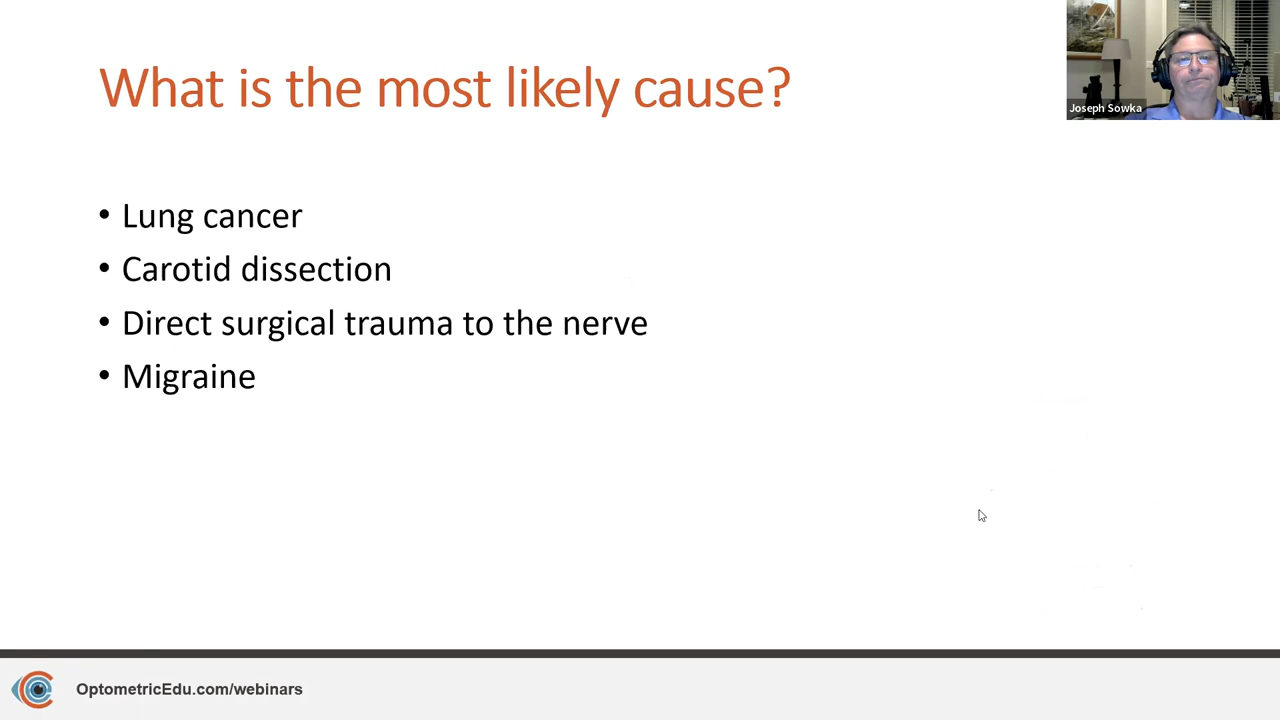 What is the most likely cause?
Joseph Sowka
• Lung cancer
• Carotid dissection
• Direct surgical trauma to the nerve
• Migraine
OptometricEdu.com/webinars